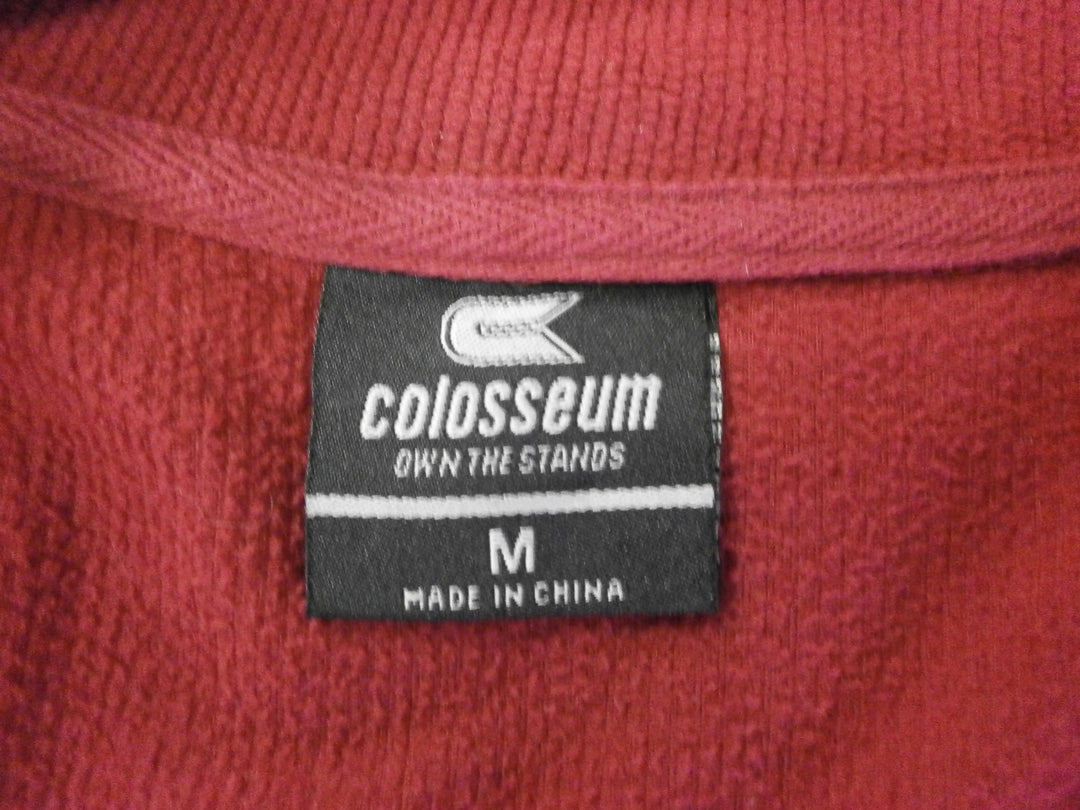 colosseum
OWN THE STANDS
M
MADE IN CHINA